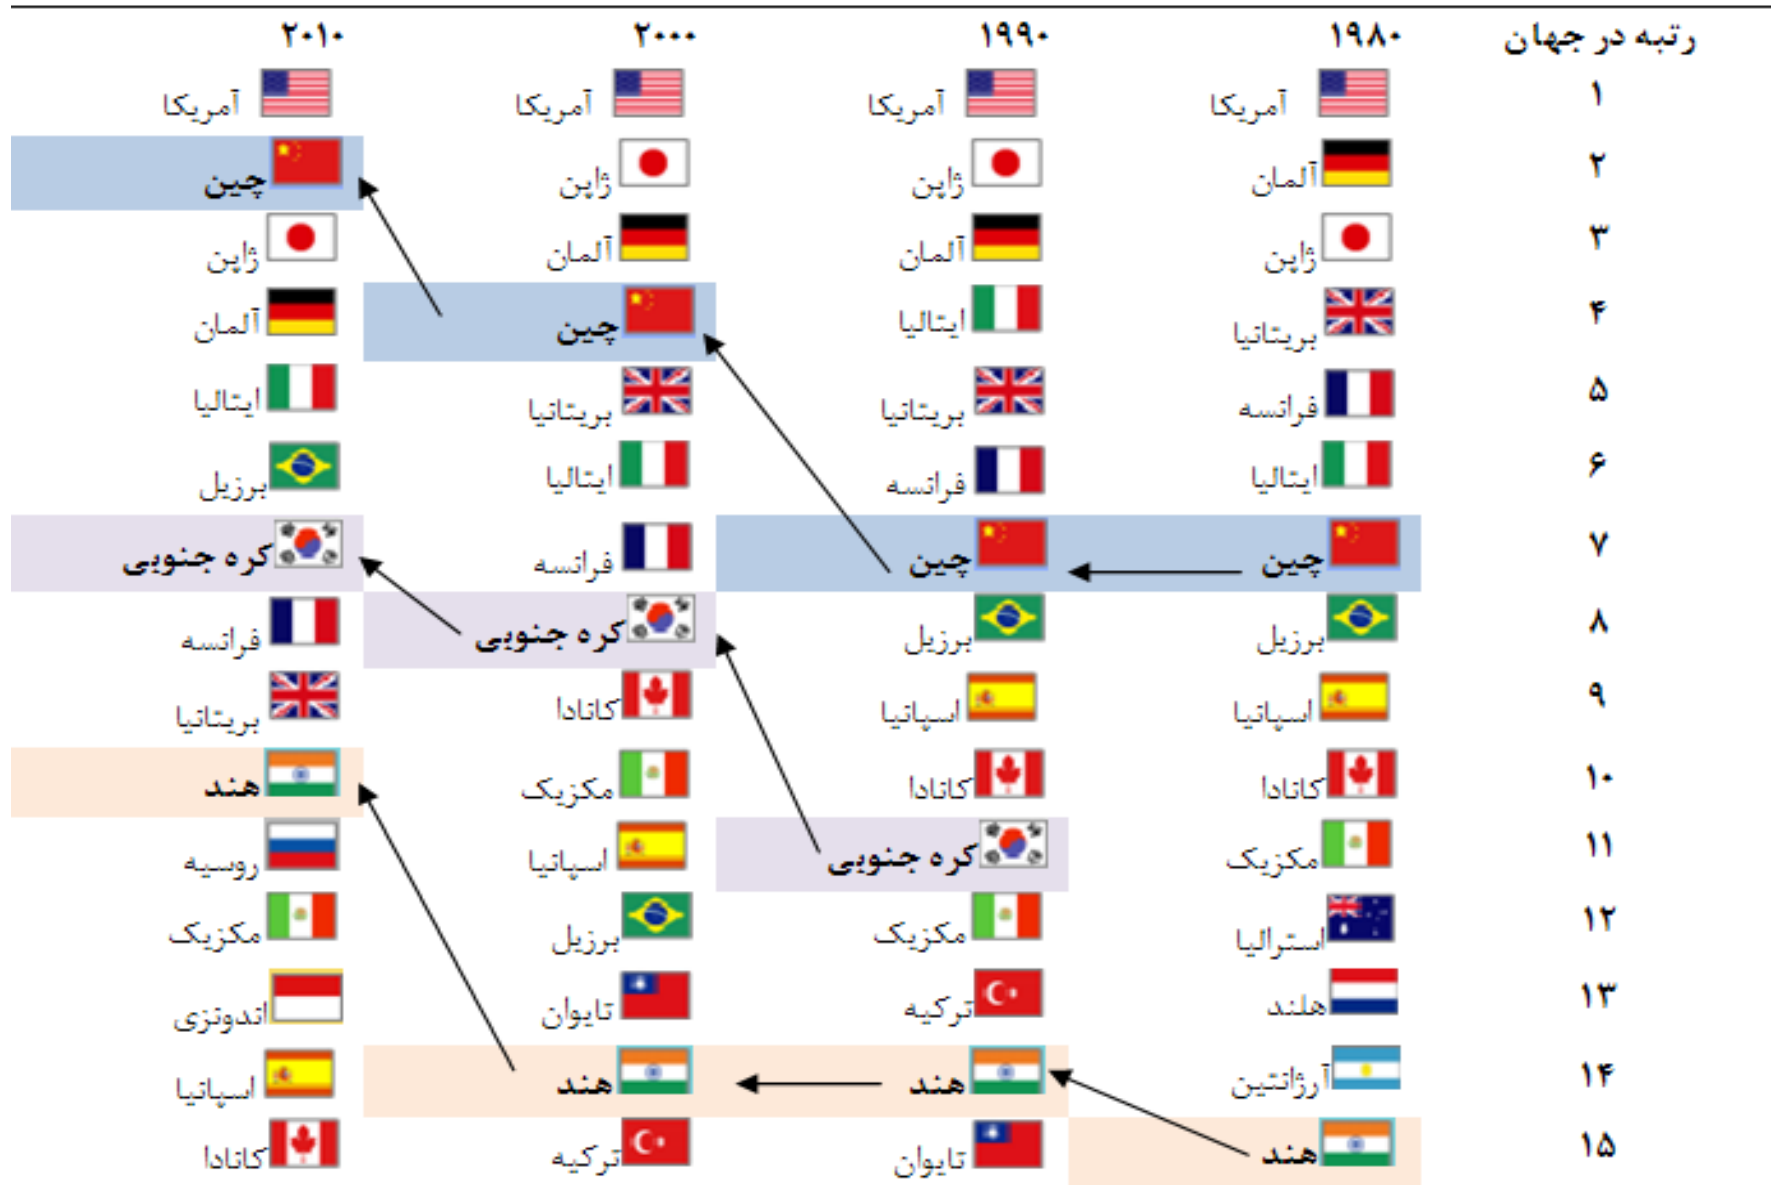 رتبه در جهان ۱۹۸۰ ۱۹۹۰ ۲۰۰۰ ۲۰۱۰
۱ آمریکا آمریکا آمریکا آمریکا
۲ آلمان ژاپن ژاپن چین
۳ ژاپن آلمان آلمان ژاپن
۴ بریتانیا ایتالیا چین آلمان
۵ فرانسه بریتانیا بریتانیا ایتالیا
۶ ایتالیا فرانسه ایتالیا برزیل
۷ چین چین فرانسه کره جنوبی
۸ برزیل برزیل کره جنوبی فرانسه
۹ اسپانیا اسپانیا کانادا بریتانیا
۱۰ کانادا کانادا مکزیک هند
۱۱ مکزیک کره جنوبی اسپانیا روسیه
۱۲ استرالیا مکزیک برزیل مکزیک
۱۳ هلند ترکیه تایوان اندونزی
۱۴ آرژانتین هند هند اسپانیا
۱۵ هند تایوان ترکیه کانادا